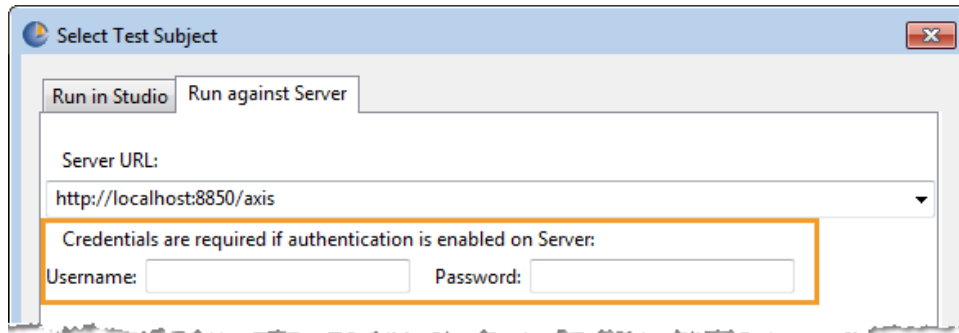 Select Test Subject
Run in Studio Run against Server
Server URL:
http://localhost:8850/axis
Credentials are required if authentication is enabled on Server:
Username: Password: